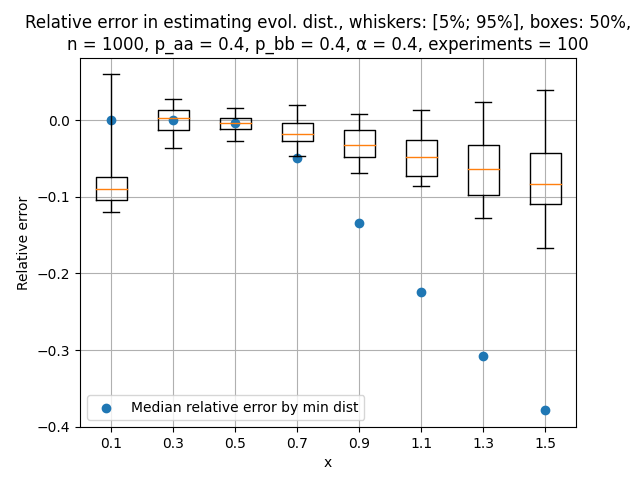 Relative error in estimating evol. dist., whiskers: [5%; 95%], boxes: 50%,
n = 1000, p_aa = 0.4, p_bb = 0.4, α = 0.4, experiments = 100
0.0
−0.1
−0.2
−0.3
−0.4
Relative error
Median relative error by min dist
0.1 0.3 0.5 0.7 0.9 1.1 1.3 1.5
x